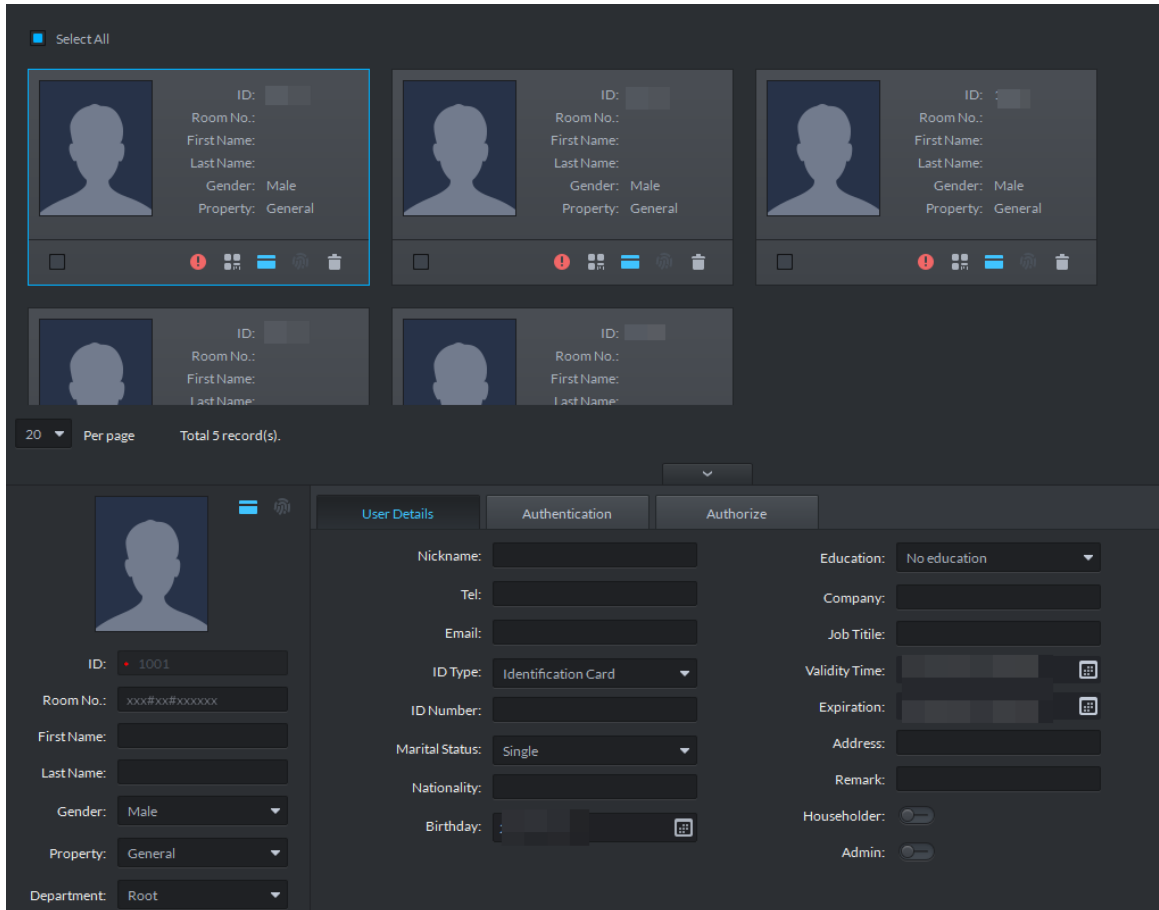 Select All
ID:
Room No.:
First Name:
Last Name:
Gender: Male
Property: General
ID:
Room No.:
First Name:
Last Name:
Gender: Male
Property: General
ID:
Room No.:
First Name:
Last Name:
Gender: Male
Property: General
ID:
Room No.:
First Name:
Last Name:
ID:
Room No.:
First Name:
Last Name:
20 Per page Total 5 record(s).
ID: 1001
Room No.: xxx#xx#xxxxxx
First Name:
Last Name:
Gender: Male
Property: General
Department: Root
User Details Authentication Authorize
Nickname:
Tel:
Email:
ID Type: Identification Card
ID Number:
Marital Status: Single
Nationality:
Birthday:
Education: No education
Company:
Job Titile:
Validity Time:
Expiration:
Address:
Remark:
Householder:
Admin: